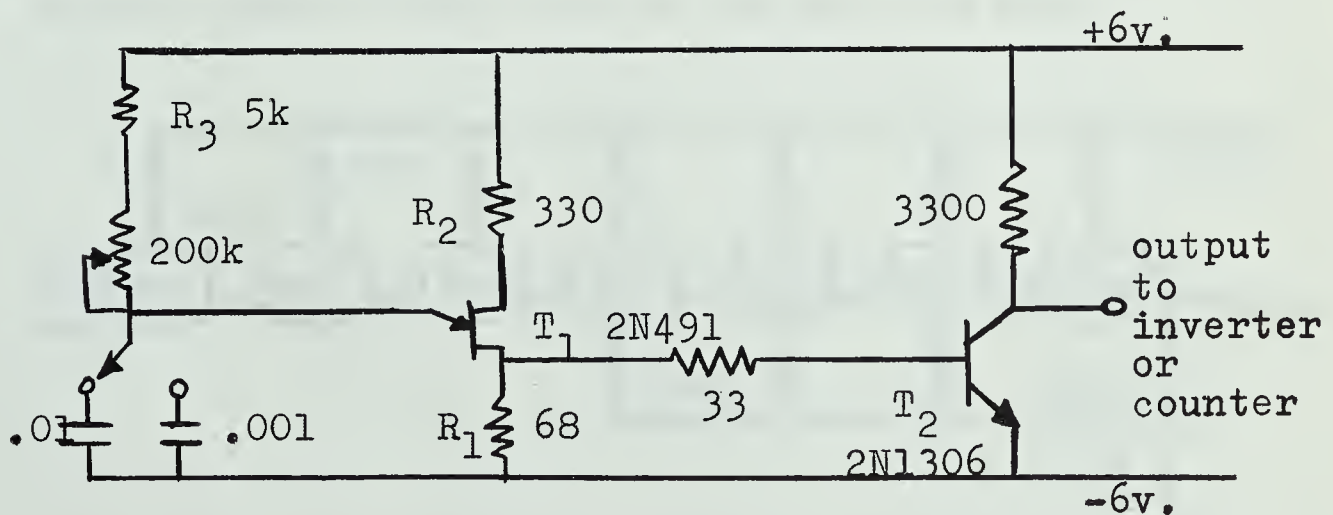 +6v.
R3 5k
R2 330
3300
200k
output
to
inverter
or
counter
T1 2N491
33
.01
.001
R1 68
T2
2N1306
-6v.